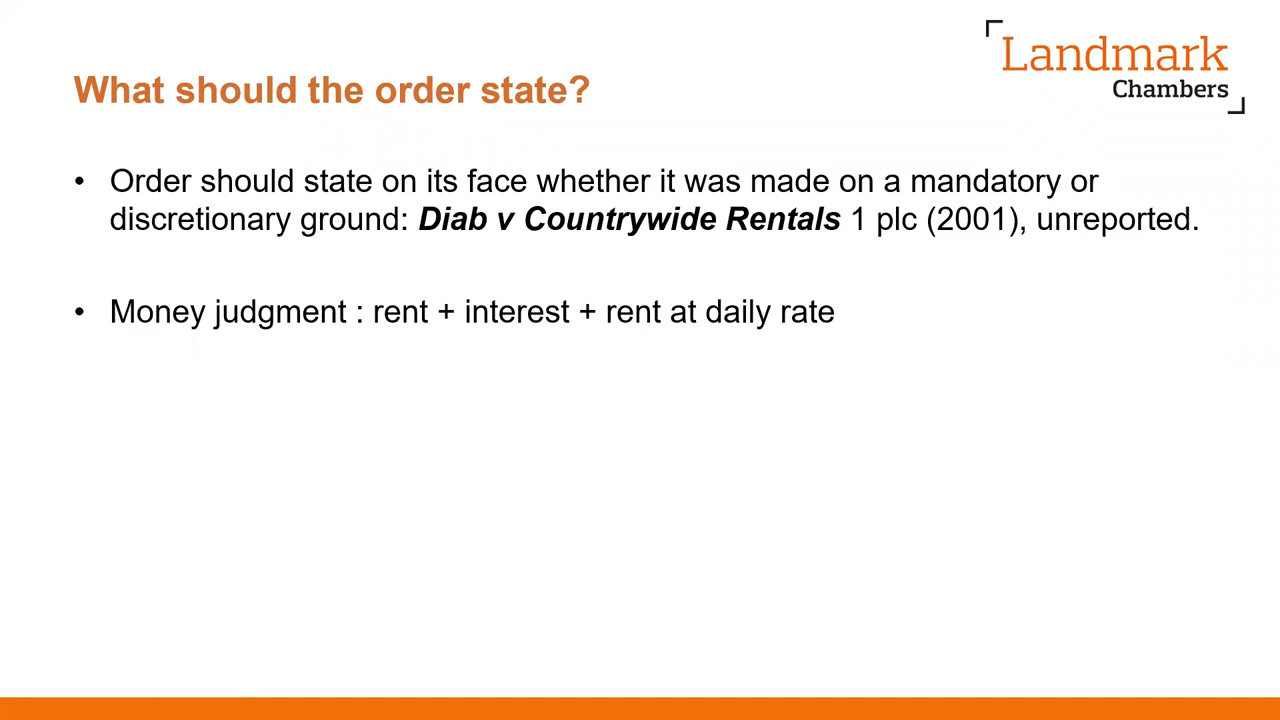 Landmark
Chambers
What should the order state?
• Order should state on its face whether it was made on a mandatory or
discretionary ground: Diab v Countrywide Rentals 1 plc (2001), unreported.
• Money judgment : rent + interest + rent at daily rate